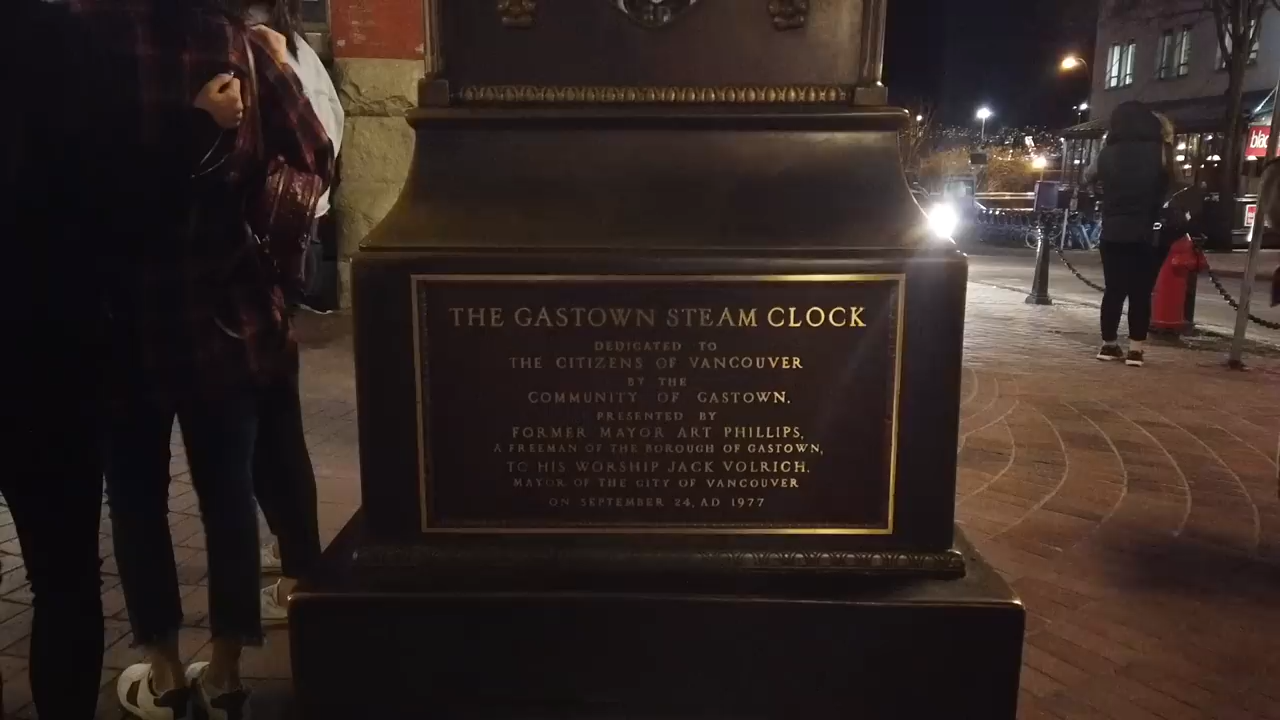 THE GASTOWN STEAM CLOCK
DEDICATED TO
THE CITIZENS OF VANCOUVER
BY THE
COMMUNITY OF GASTOWN.
PRESENTED BY
FORMER MAYOR ART PHILLIPS,
A FREEMAN OF THE BOROUGH OF GASTOWN,
TO HIS WORSHIP JACK VOLRICH.
MAYOR OF THE CITY OF VANCOUVER
ON SEPTEMBER 24, AD 1977